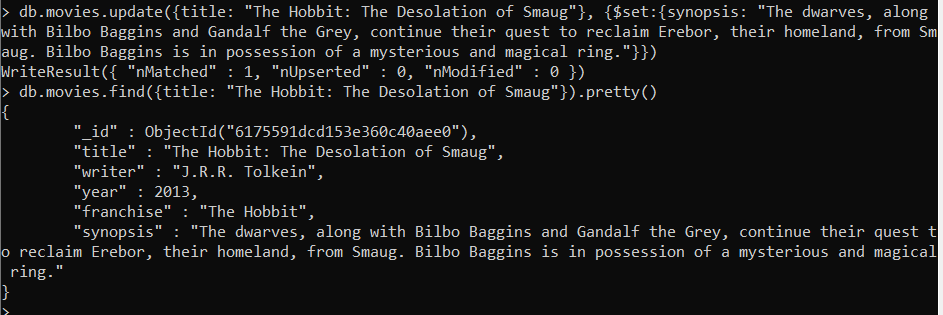 > db.movies.update({title: "The Hobbit: The Desolation of Smaug"}, {$set:{synopsis: "The dwarves, along
with Bilbo Baggins and Gandalf the Grey, continue their quest to reclaim Erebor, their homeland, from Sm
aug. Bilbo Baggins is in possession of a mysterious and magical ring."}})
WriteResult({ "nMatched" : 1, "nUpserted" : 0, "nModified" : 0 })
> db.movies.find({title: "The Hobbit: The Desolation of Smaug"}).pretty()
{
        "_id" : ObjectId("6175591dcd153e360c40aee0"),
        "title" : "The Hobbit: The Desolation of Smaug",
        "writer" : "J.R.R. Tolkein",
        "year" : 2013,
        "franchise" : "The Hobbit",
        "synopsis" : "The dwarves, along with Bilbo Baggins and Gandalf the Grey, continue their quest t
o reclaim Erebor, their homeland, from Smaug. Bilbo Baggins is in possession of a mysterious and magical
 ring."
}
>